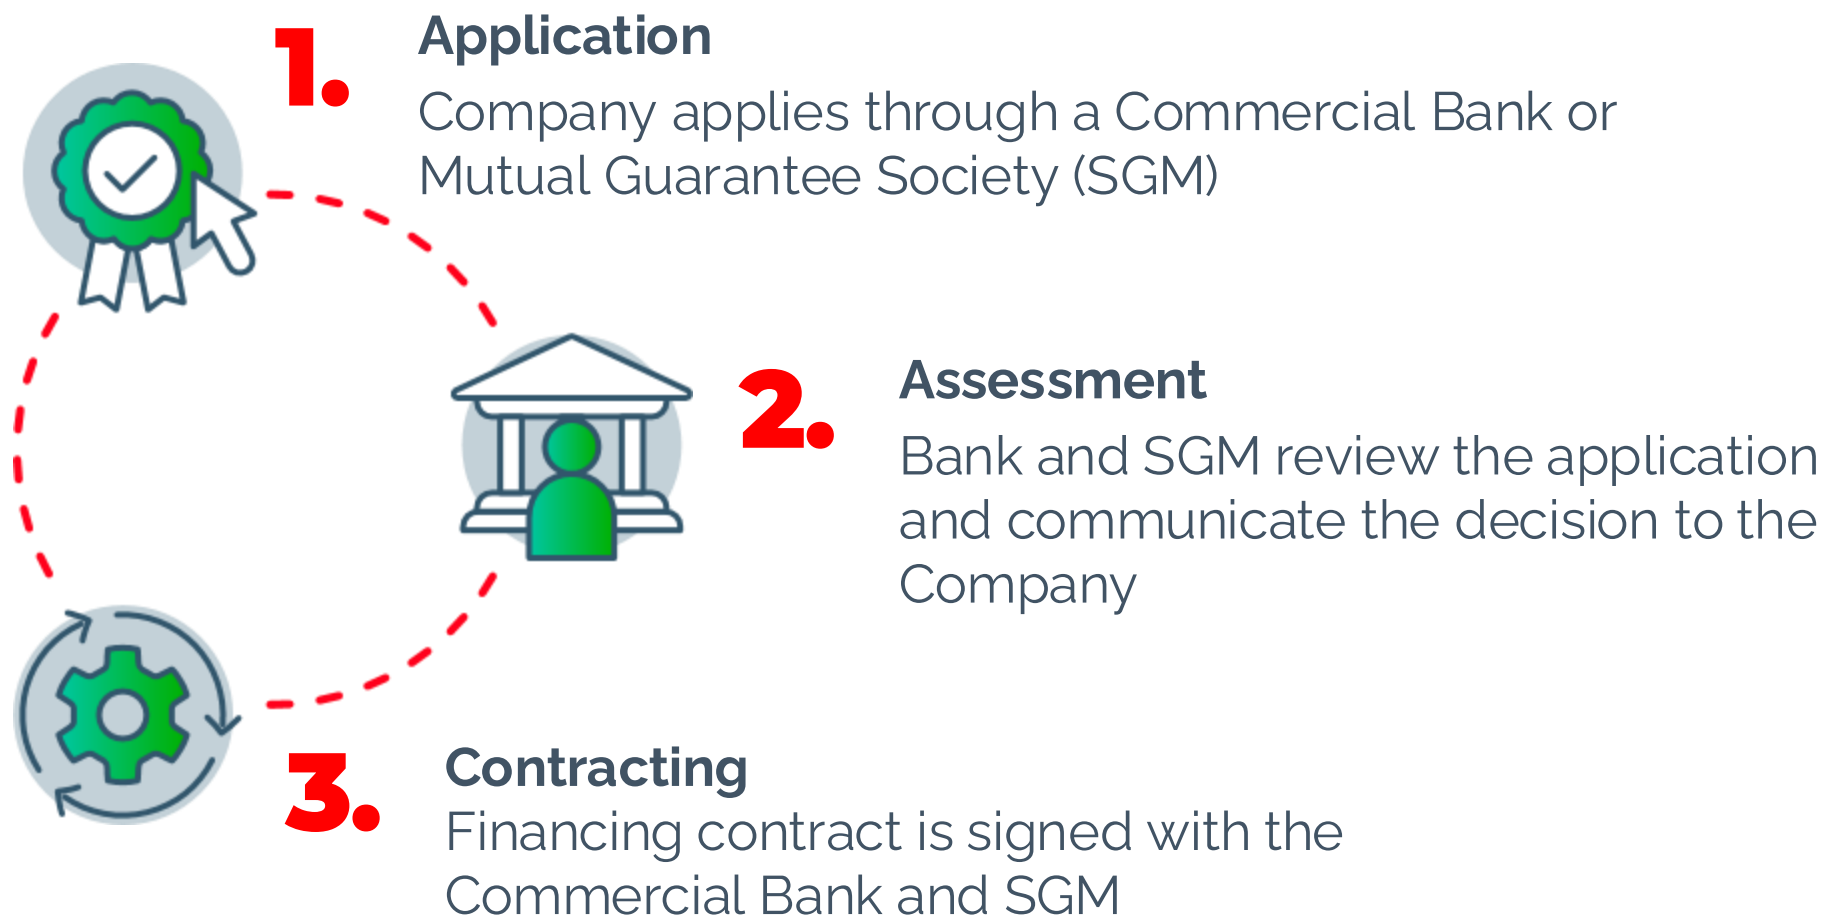 1.
Application
Company applies through a Commercial Bank or
Mutual Guarantee Society (SGM)
2.
Assessment
Bank and SGM review the application
and communicate the decision to the
Company
3.
Contracting
Financing contract is signed with the
Commercial Bank and SGM